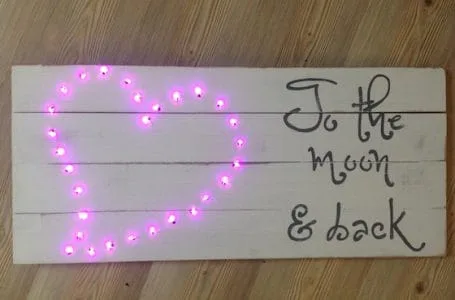 To the
moon
& back